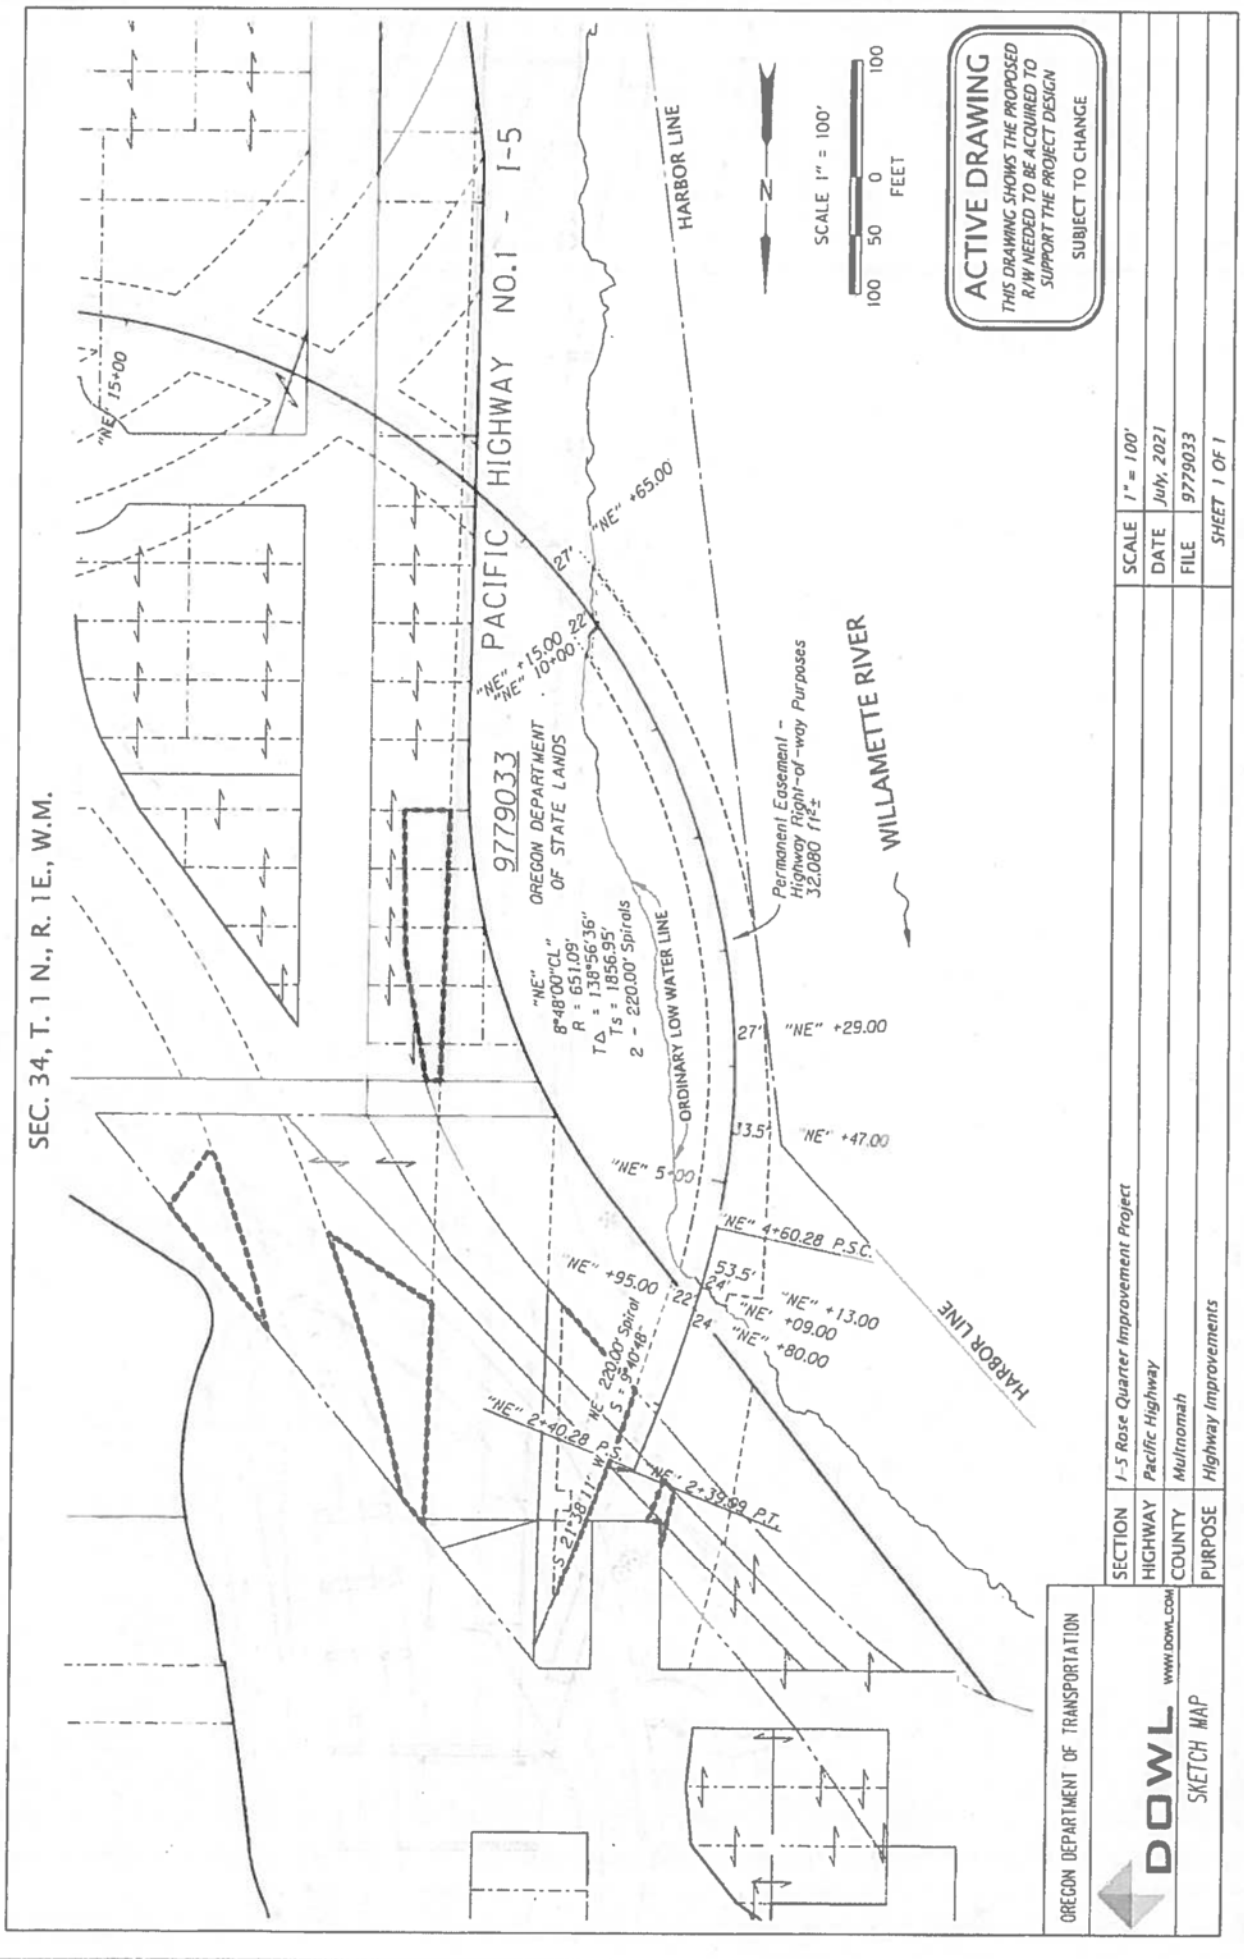 SEC. 34, T. 1 N., R. 1 E., W.M.
"NE" 15+00
PACIFIC HIGHWAY NO.1 - I-5
HARBOR LINE
N
SCALE 1" = 100'
100 50 0 100
FEET
ACTIVE DRAWING
THIS DRAWING SHOWS THE PROPOSED
R/W NEEDED TO BE ACQUIRED TO
SUPPORT THE PROJECT DESIGN
SUBJECT TO CHANGE
"NE" +65.00
27'
"NE" +15.00 22'
"NE" 10+00
9779033
OREGON DEPARTMENT
OF STATE LANDS
"NE"
8°48'00"CL"
R = 651.09'
T∆ = 138°56'36"
Ts = 1856.95'
2 - 220.00' Spirals
ORDINARY LOW WATER LINE
Permanent Easement -
Highway Right-of-way Purposes
32.080 ft²±
WILLAMETTE RIVER
27' "NE" +29.00
33.5' "NE" +47.00
"NE" 5+00
"NE" 4+60.28 P.S.C.
"NE" +95.00
22'
53.5'
24'
"NE" +13.00
"NE" +09.00
24' "NE" +80.00
"NE" 220.00' Spiral
S = 9°40'48"
"NE" 2+40.28 P.S.
S 21°38'11" W
"NE" 2+39.99 P.T.
HARBOR LINE
OREGON DEPARTMENT OF TRANSPORTATION
DOWL WWW.DOWL.COM
SKETCH MAP
SECTION I-5 Rose Quarter Improvement Project
HIGHWAY Pacific Highway
COUNTY Multnomah
PURPOSE Highway Improvements
SCALE 1" = 100'
DATE July, 2021
FILE 9779033
SHEET 1 OF 1